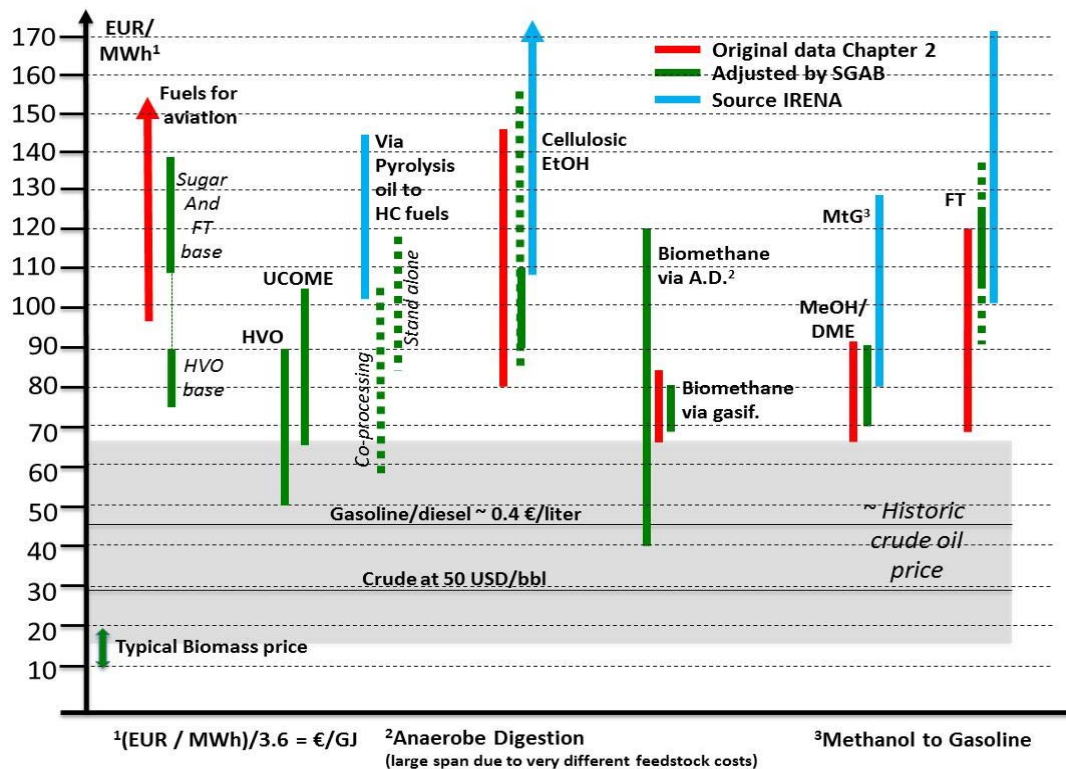 EUR/
MWh¹
170
160
150
140
130
120
110
100
90
80
70
60
50
40
30
20
10
Original data Chapter 2
Adjusted by SGAB
Source IRENA
Fuels for
aviation
Sugar
And
FT
base
HVO
base
HVO
UCOME
Via
Pyrolysis
oil to
HC fuels
Co-processing
Stand alone
Cellulosic
EtOH
Biomethane
via A.D.²
Biomethane
via gasif.
MtG³
MeOH/
DME
FT
Gasoline/diesel ~ 0.4 €/liter
~ Historic
crude oil
price
Crude at 50 USD/bbl
Typical Biomass price
¹(EUR / MWh)/3.6 = €/GJ
²Anaerobe Digestion
(large span due to very different feedstock costs)
³Methanol to Gasoline